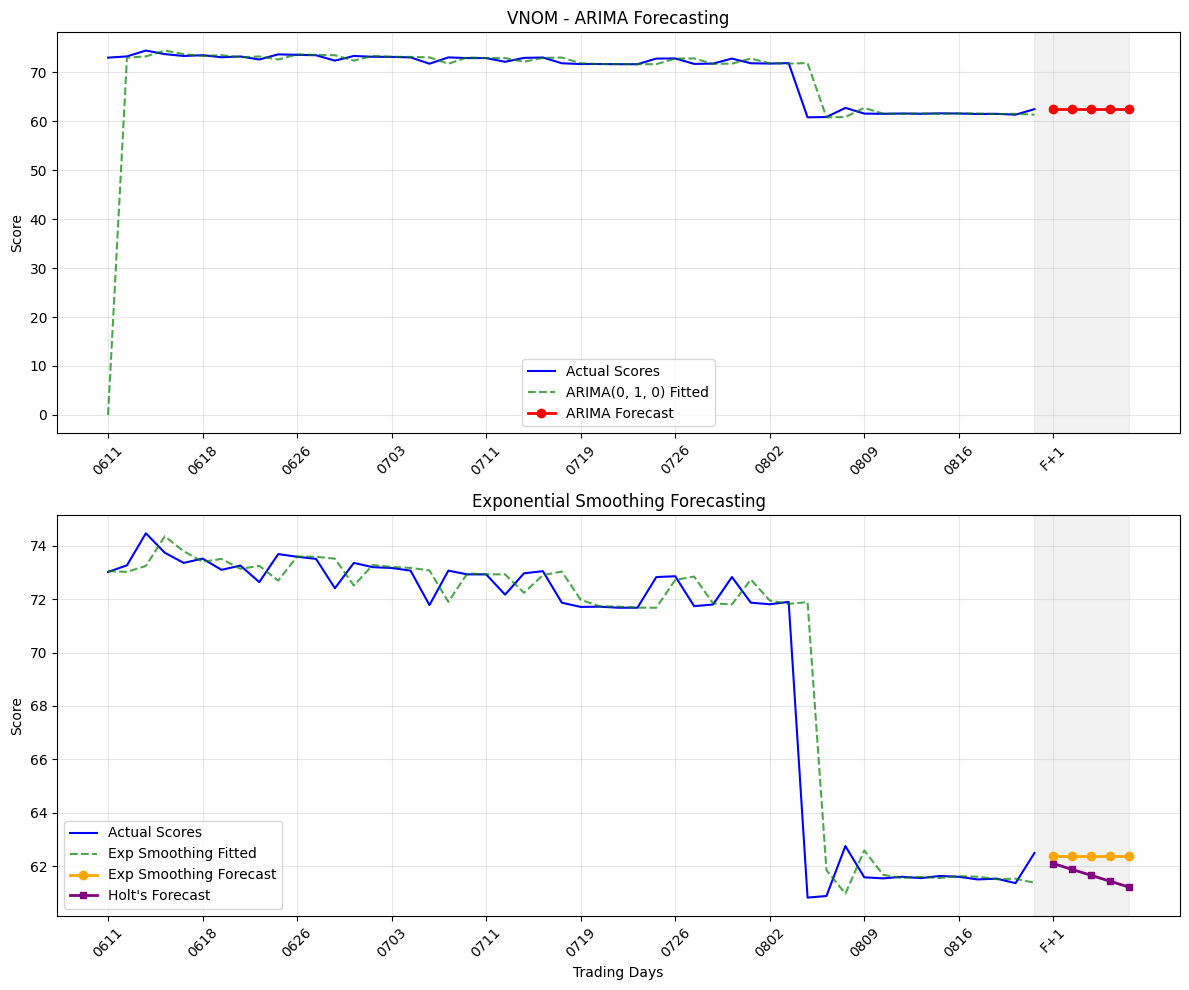 VNOM - ARIMA Forecasting
Score
70
60
50
40
30
20
10
0
Actual Scores
ARIMA(0, 1, 0) Fitted
ARIMA Forecast
0611 0618 0626 0703 0711 0719 0726 0802 0809 0816 F+1
Exponential Smoothing Forecasting
Score
74
72
70
68
66
64
62
Actual Scores
Exp Smoothing Fitted
Exp Smoothing Forecast
Holt's Forecast
0611 0618 0626 0703 0711 0719 0726 0802 0809 0816 F+1
Trading Days